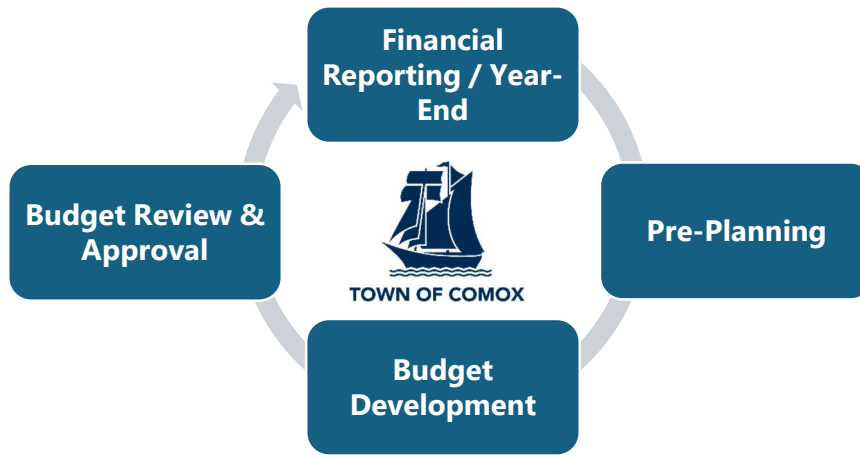 Financial
Reporting / Year-
End
Budget Review &
Approval
Pre-Planning
TOWN OF COMOX
Budget
Development